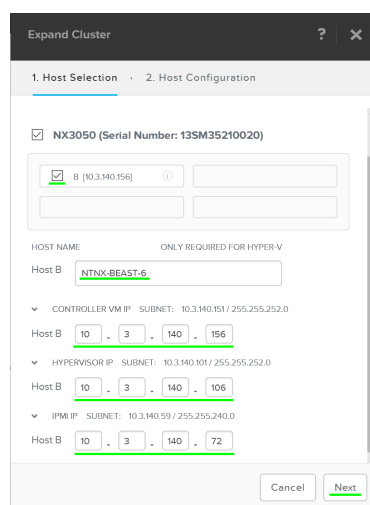 Expand Cluster ? ×
1. Host Selection · 2. Host Configuration
NX3050 (Serial Number: 13SM35210020)
B [10.3.140.156] i
HOST NAME ONLY REQUIRED FOR HYPER-V
Host B NTNX-BEAST-6
CONTROLLER VM IP SUBNET: 10.3.140.151 / 255.255.252.0
Host B 10 . 3 . 140 . 156
HYPERVISOR IP SUBNET: 10.3.140.101 / 255.255.252.0
Host B 10 . 3 . 140 . 106
IPMI IP SUBNET: 10.3.140.59 / 255.255.240.0
Host B 10 . 3 . 140 . 72
Cancel Next